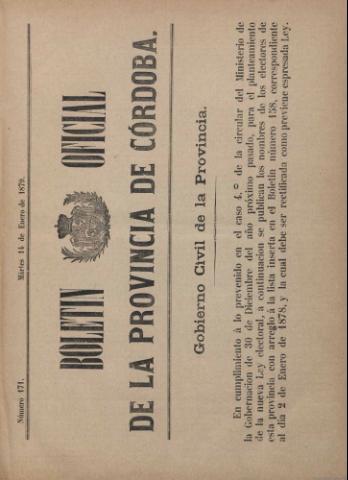 Número 171. Mártes 14 de Enero de 1879.
BOLETIN OFICIAL
DE LA PROVINCIA DE CÓRDOBA.
Gobierno Civil de la Provincia.
En cumplimiento á lo prevenido en el caso 4.º de la circular del Ministerio de
la Gobernacion de 30 de Diciembre del año próximo pasado, para el planteamiento
de la nueva Ley electoral, a continuacion se publican los nombres de los electores de
esta provincia con arreglo á la lista inserta en el Boletin número 158, correspondiente
al dia 2 de Enero de 1878, y la cual debe ser rectificada como previene espresada Ley.